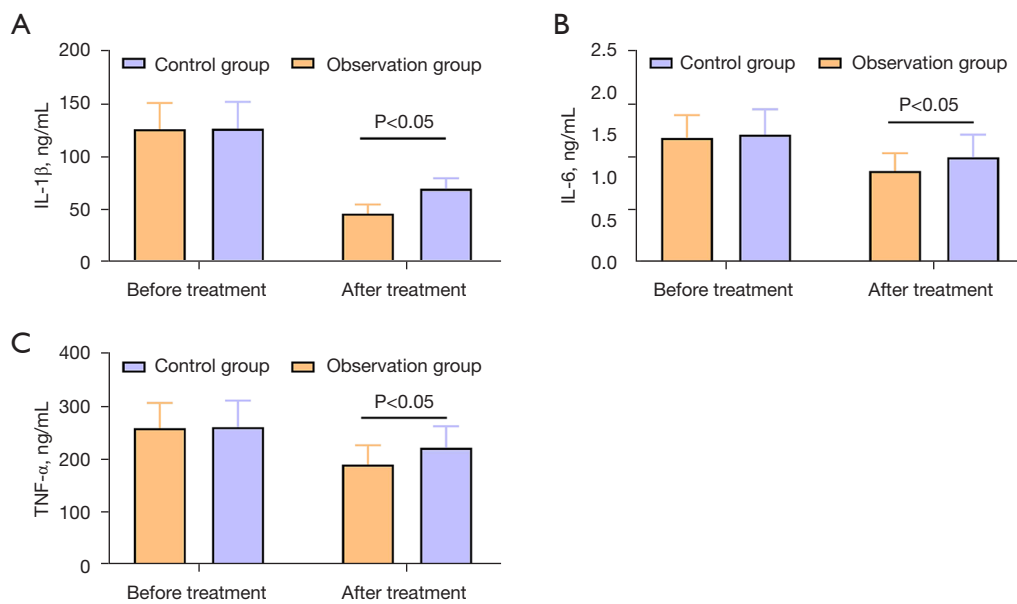 A
IL-1β, ng/mL
200
150
100
50
0
Control group
Observation group
P<0.05
Before treatment
After treatment
B
IL-6, ng/mL
2.5
2.0
1.5
1.0
0.5
0.0
Control group
Observation group
P<0.05
Before treatment
After treatment
C
TNF-α, ng/mL
400
300
200
100
0
Control group
Observation group
P<0.05
Before treatment
After treatment